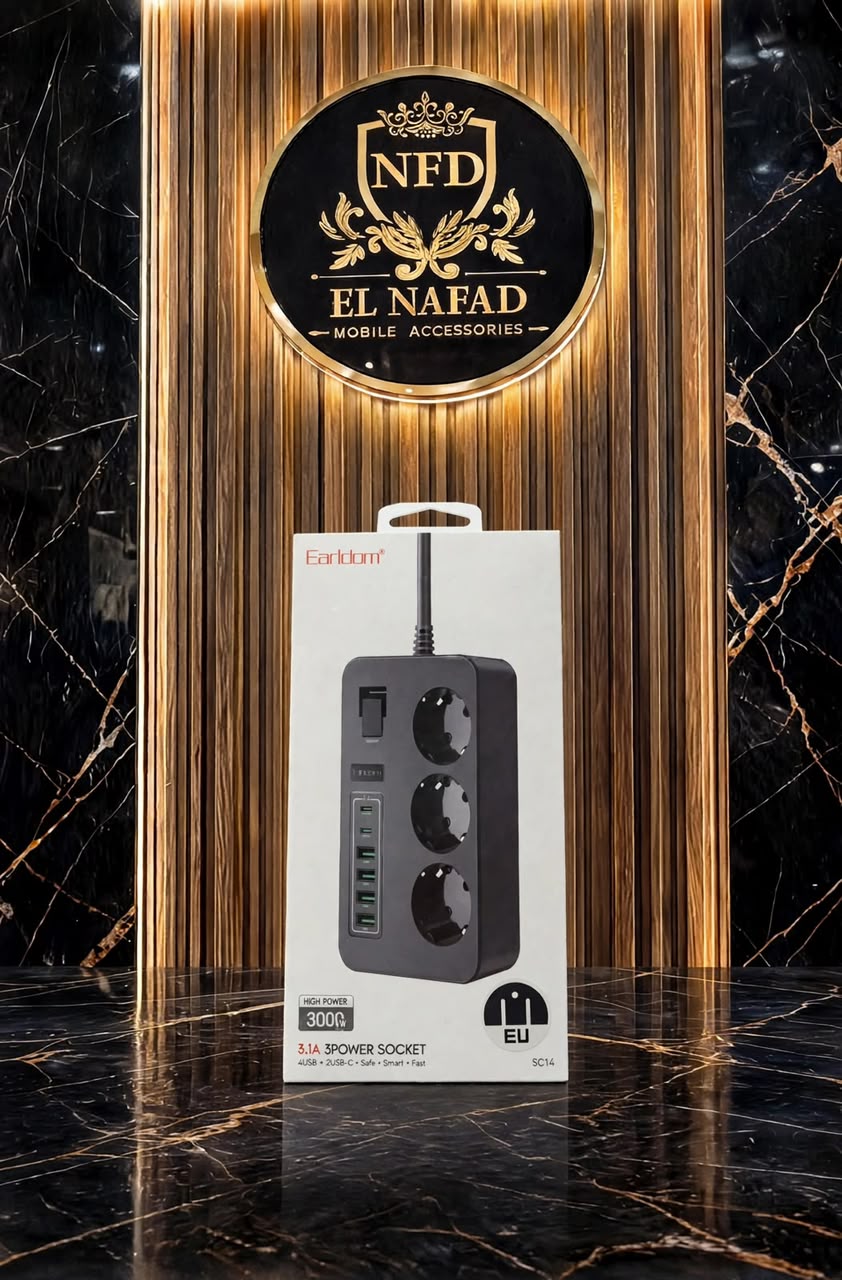 NFD
EL NAFAD
MOBILE ACCESSORIES
Earldom®
HIGH POWER
3000W
3.1A 3POWER SOCKET
4USB + 2USB-C • Safe • Smart • Fast
EU
SC14